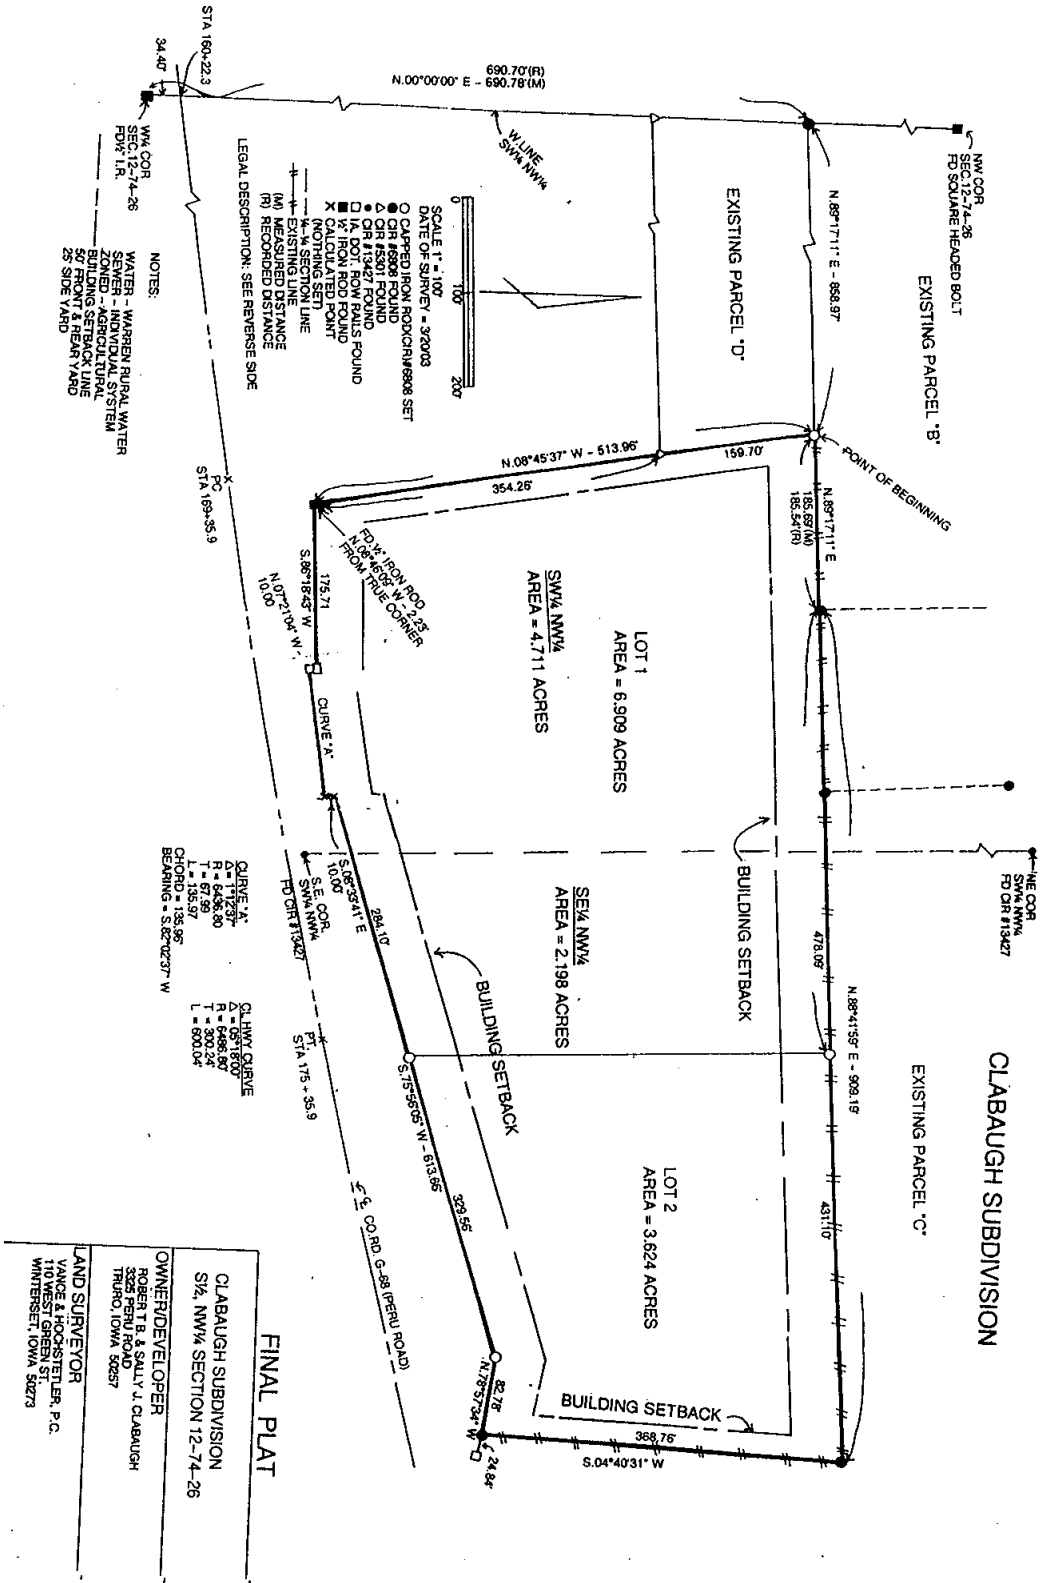 CLABAUGH SUBDIVISION
NW COR
SEC.12-74-26
FD SQUARE HEADED BOLT
EXISTING PARCEL "B"
EXISTING PARCEL "C"
'NE COR
SW¼ NW¼
FD CIR #13427
N.89°17'11" E - 858.97'
POINT OF BEGINNING
N.89°17'11" E
185.69'(M)
185.54'(R)
478.09'
N.88°41'59" E - 909.19'
431.10'
EXISTING PARCEL "D"
159.70'
N.08°45'37" W - 513.96'
354.26'
BUILDING SETBACK
LOT 1
AREA = 6.909 ACRES
SW¼ NW¼
AREA = 4.711 ACRES
SE¼ NW¼
AREA = 2.198 ACRES
LOT 2
AREA = 3.624 ACRES
BUILDING SETBACK
BUILDING SETBACK
368.76'
S.04°40'31" W
W.LINE
SW¼ NW¼
690.70'(R)
N.00°00'00" E - 690.78'(M)
0
100'
200'
SCALE 1" = 100'
DATE OF SURVEY = 3/20/03
CAPPED IRON ROD(CIR)#6808 SET
CIR #6808 FOUND
CIR #5301 FOUND
CIR #13427 FOUND
IA. DOT. ROW RAILS FOUND
½" IRON ROD FOUND
X CALCULATED POINT
(NOTHING SET)
¼-¼ SECTION LINE
EXISTING LINE
(M) MEASURED DISTANCE
(R) RECORDED DISTANCE
LEGAL DESCRIPTION: SEE REVERSE SIDE
FD.½" IRON ROD
N.08°46'09" W - 2.23'
FROM TRUE CORNER
175.71
S.86°18'43" W
N.07°21'04" W
10.00
CURVE "A"
S.08°33'41" E
10.00'
284.10'
S.75°56'05" W - 613.66'
329.56'
82.78'
N.78°57'34" W
24.84'
S.E. COR.
SW¼ NW¼
FD CIR #13427
STA 160+22.3
34.40'
W¼ COR
SEC.12-74-26
FD½" I.R.
PC
STA 169+35.9
PT.
STA 175 + 35.9
℄ CO.RD. G-68 (PERU ROAD)
NOTES:
WATER - WARREN RURAL WATER
SEWER - INDIVIDUAL SYSTEM
ZONED - AGRICULTURAL
BUILDING SETBACK LINE
50' FRONT & REAR YARD
25' SIDE YARD
CURVE "A"
Δ= 1°12'37"
R= 6436.80
T = 67.99
L = 135.97
CHORD = 135.96'
BEARING = S.82°02'37" W
CL HWY CURVE
Δ = 05°18'00"
R = 6486.80'
T = 300.24'
L = 600.04'
FINAL PLAT
CLABAUGH SUBDIVISION
S½, NW¼ SECTION 12-74-26
OWNER/DEVELOPER
ROBERT B. & SALLY J. CLABAUGH
3325 PERU ROAD
TRURO, IOWA 50257
LAND SURVEYOR
VANCE & HOCHSTETLER, P.C.
110 WEST GREEN ST.
WINTERSET, IOWA 50273